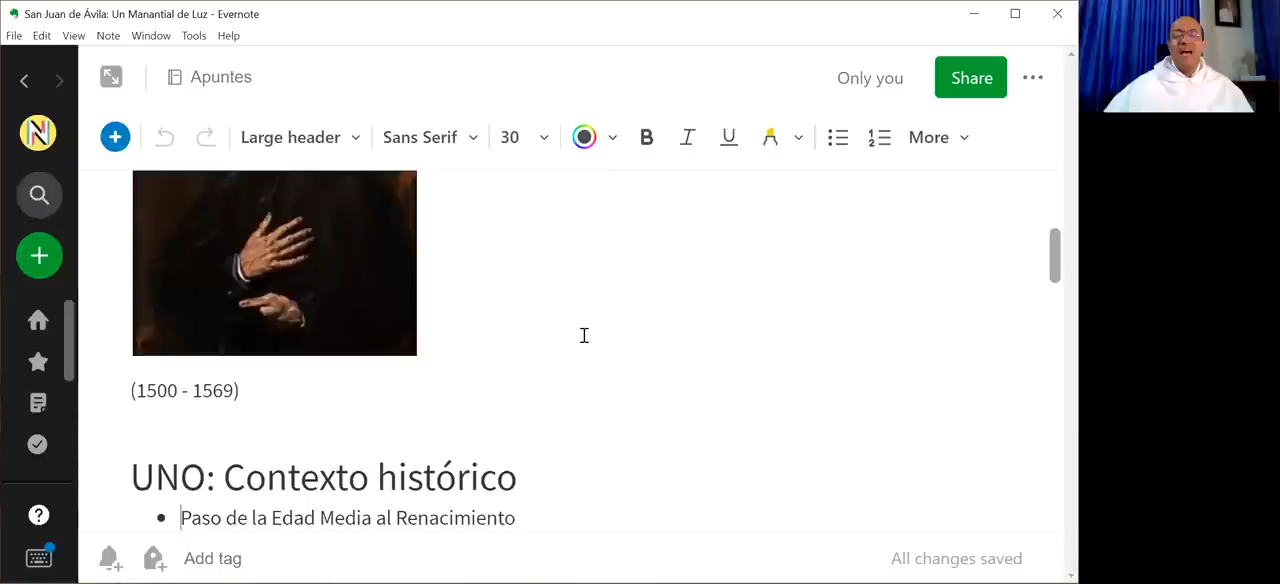 San Juan de Ávila: Un Manantial de Luz - Evernote
File Edit View Note Window Tools Help
Apuntes
Only you
Share
Large header
Sans Serif
30
B I U
More
(1500 - 1569)
UNO: Contexto histórico
Paso de la Edad Media al Renacimiento
Add tag
All changes saved